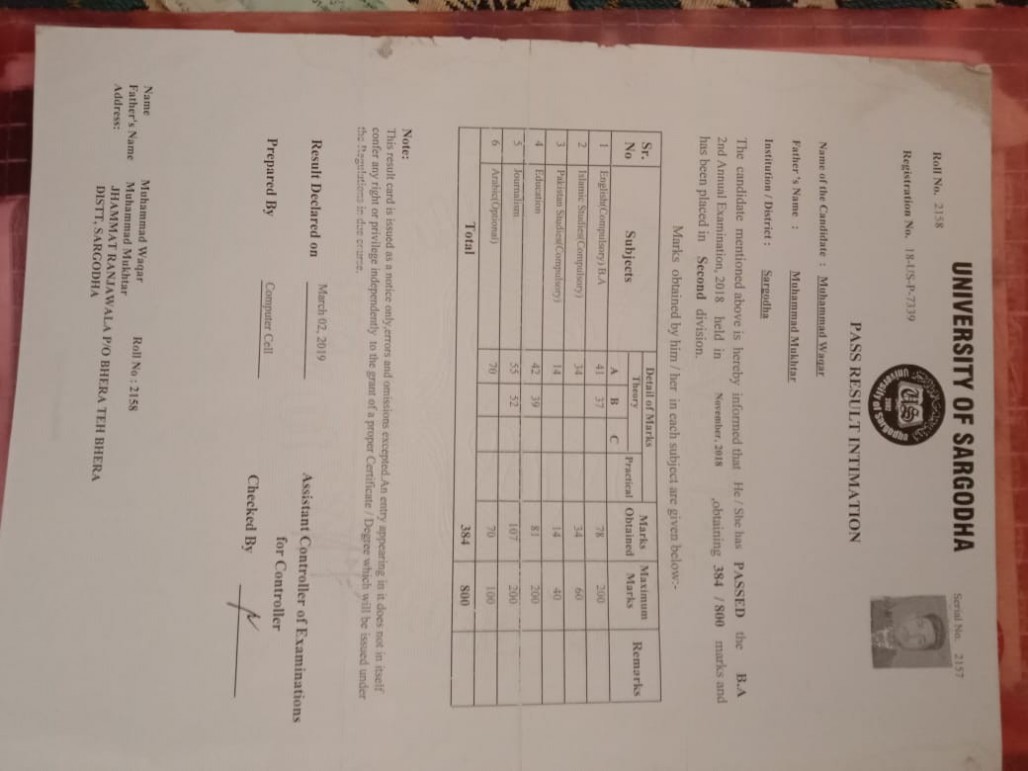 UNIVERSITY OF SARGODHA
Roll No. 2158
Serial No. 2157
Registration No. 18-US-P-7339
University of Sargodha
2002
US
PASS RESULT INTIMATION
Name of the Candidate : Muhammad Waqar
Father 's Name : Muhammad Mukhtar
Institution / District : Sargodha
The candidate mentioned above is hereby informed that He / She has PASSED the B.A
2nd Annual Examination, 2018 held in November, 2018 ,obtaining 384 / 800 marks and
has been placed in Second division.
Marks obtained by him / her in each subject are given below:-
Sr. No Subjects Detail of Marks Marks Obtained Maximum Marks Remarks
Theory Practical
A B C
1 English(Compulsory) B.A 41 37 78 200
2 Islamic Studies(Compulsory) 34 34 60
3 Pakistan Studies(Compulsory) 14 14 40
4 Education 42 39 81 200
5 Journalism 55 52 107 200
6 Arabic(Optional) 70 70 100
Total 384 800
Note:
This result card is issued as a notice only,errors and omissions excepted.An entry appearing in it does not in itself
confer any right or privilege independently to the grant of a proper Certificate / Degree which will be issued under
the Regulations in due course.
Result Declared on March 02, 2019
Assistant Controller of Examinations
for Controller
Prepared By Computer Cell
Checked By
Name Muhammad Waqar Roll No : 2158
Father's Name Muhammad Mukhtar
Address: JHAMMAT RANJAWALA P/O BHERA TEH BHERA
DISTT. SARGODHA